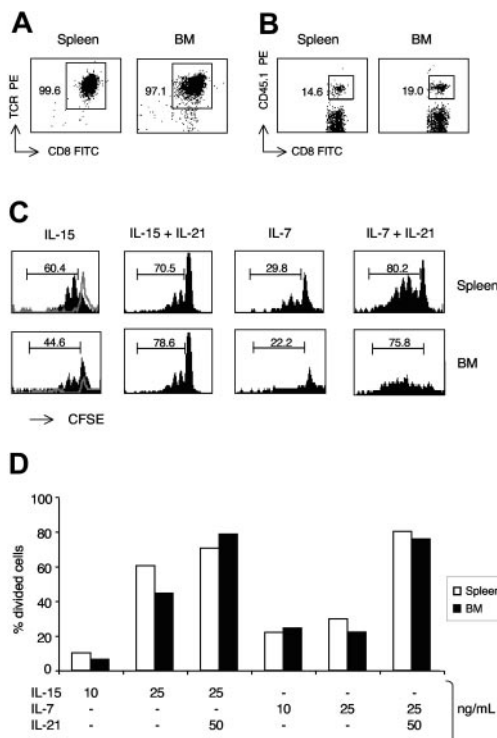 A
B
Spleen
BM
Spleen
BM
TCR PE
99.6
97.1
CD45.1 PE
14.6
19.0
CD8 FITC
CD8 FITC
C
IL-15
IL-15 + IL-21
IL-7
IL-7 + IL-21
60.4
70.5
29.8
80.2
Spleen
44.6
78.6
22.2
75.8
BM
CFSE
D
100
80
60
40
20
0
% divided cells
Spleen
BM
IL-15 10 25 25 - - -
IL-7 - - - 10 25 25
IL-21 - - 50 - - 50
ng/mL